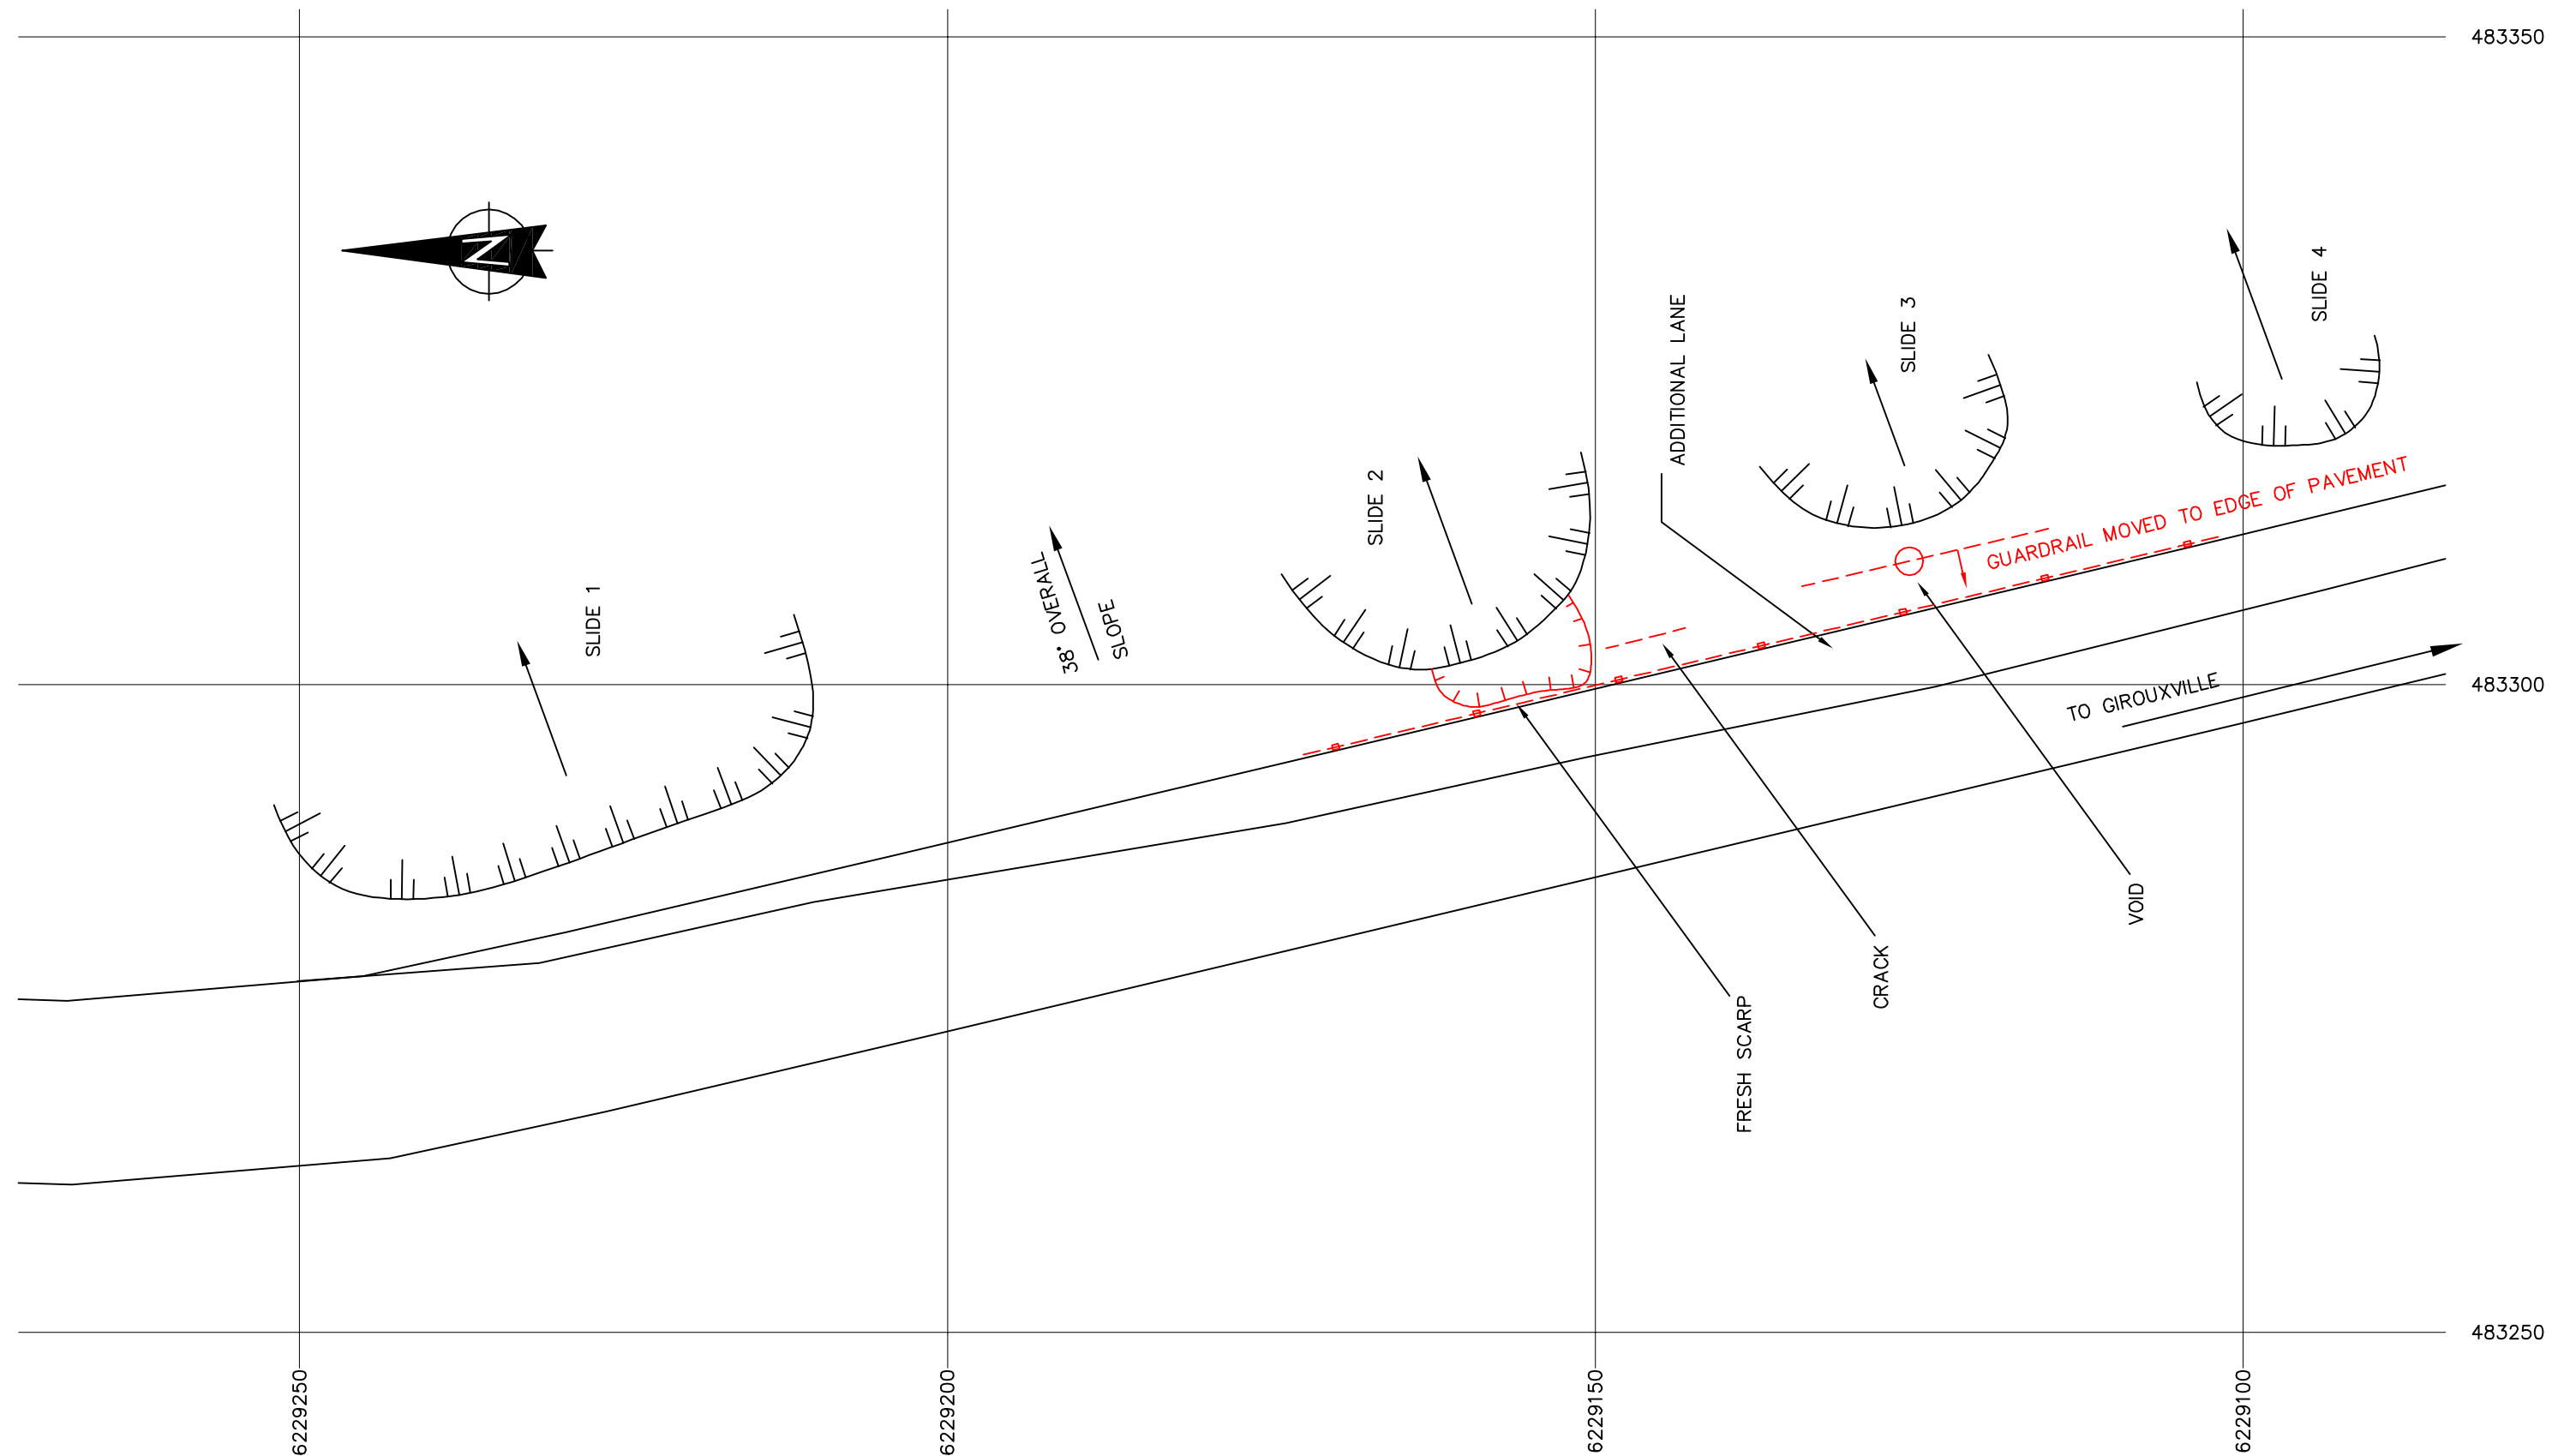 483350
N
SLIDE 4
SLIDE 3
ADDITIONAL LANE
SLIDE 2
GUARDRAIL MOVED TO EDGE OF PAVEMENT
38° OVERALL
SLOPE
SLIDE 1
483300
TO GIROUXVILLE
VOID
CRACK
FRESH SCARP
483250
6229250
6229200
6229150
6229100